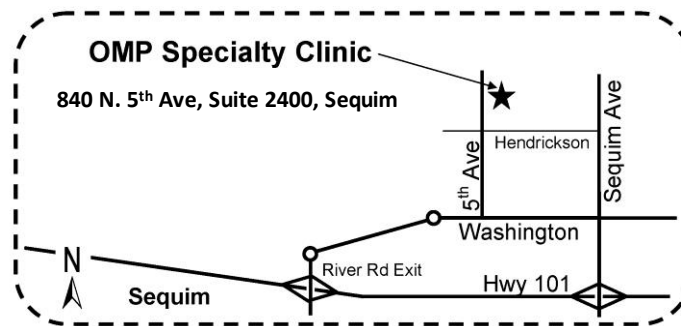 OMP Specialty Clinic
840 N. 5th Ave, Suite 2400, Sequim
Hendrickson
5th Ave
Sequim Ave
Washington
N
River Rd Exit
Sequim
Hwy 101